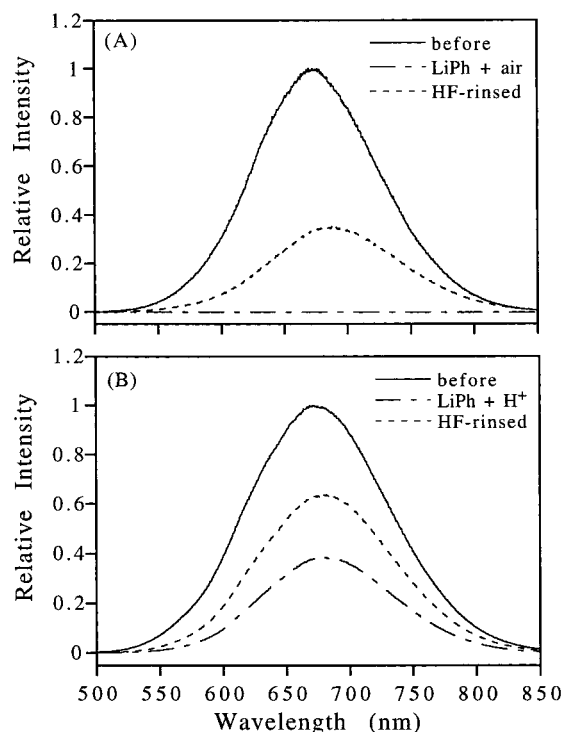 1.2
(A)
before
LiPh + air
HF-rinsed
1
0.8
0.6
0.4
0.2
0
Relative Intensity
1.2
(B)
before
LiPh + H⁺
HF-rinsed
1
0.8
0.6
0.4
0.2
0
Relative Intensity
500 550 600 650 700 750 800 850
Wavelength (nm)